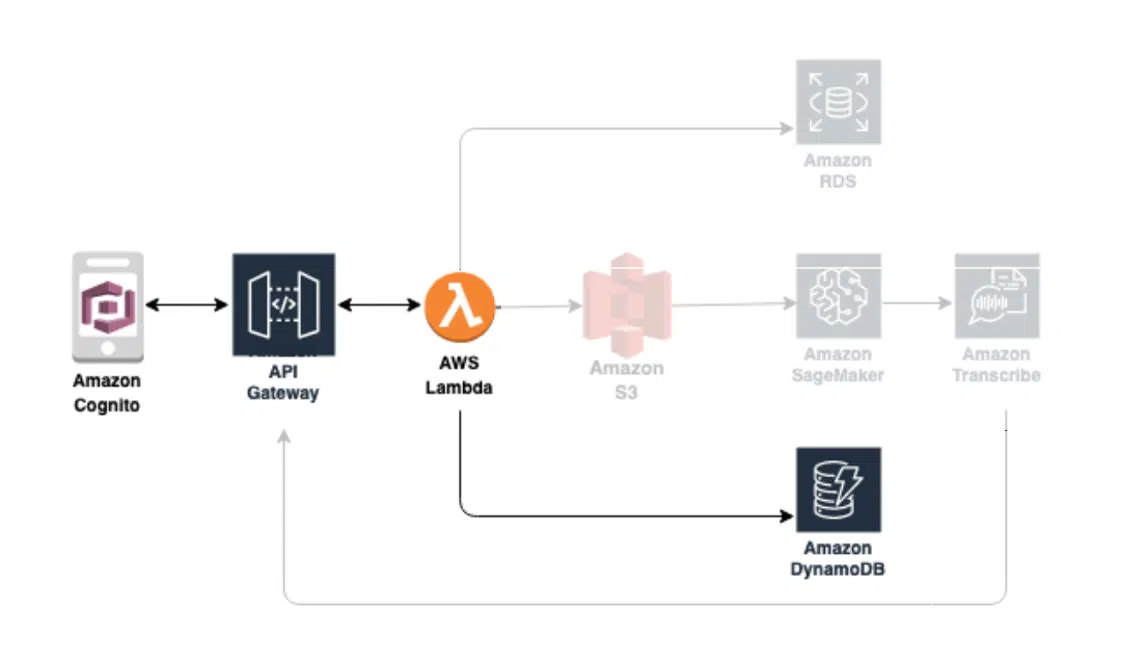 Amazon
RDS
Amazon
Cognito
API
Gateway
AWS
Lambda
Amazon
S3
Amazon
SageMaker
Amazon
Transcribe
Amazon
DynamoDB